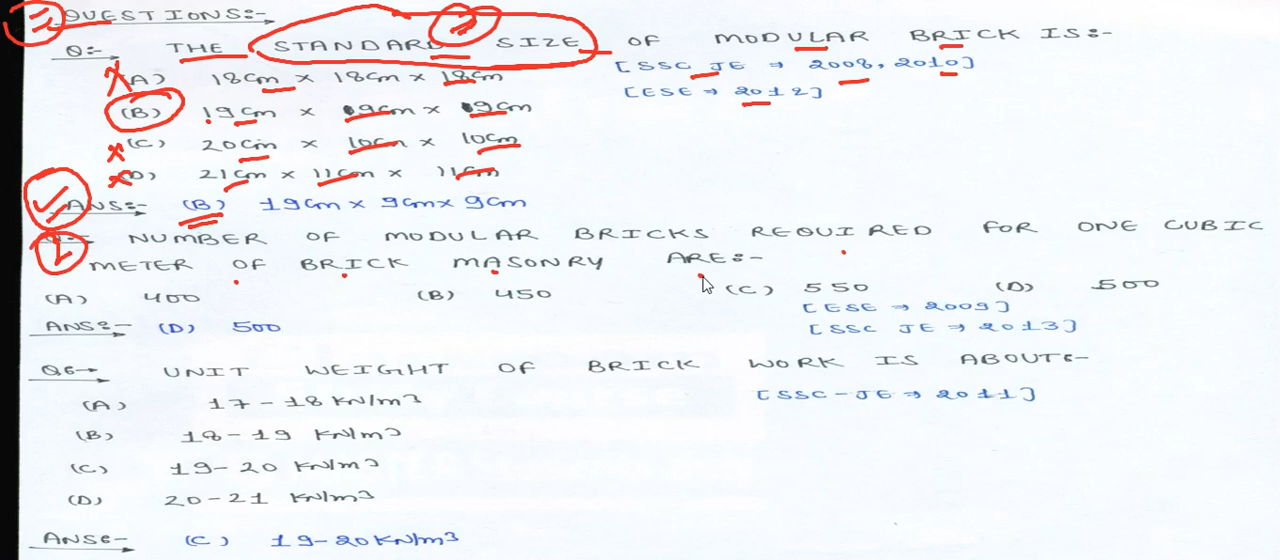 QUESTIONS:-
Q:- THE STANDARD SIZE OF MODULAR BRICK IS:-
[SSC JE → 2008, 2010]
(A) 18cm x 18cm x 18cm
[ESE → 2012]
(B) 19cm x 9cm x 9cm
(C) 20cm x 10cm x 10cm
(D) 21cm x 11cm x 11cm
ANS:- (B) 19cm x 9cm x 9cm
2 NUMBER OF MODULAR BRICKS REQUIRED FOR ONE CUBIC
METER OF BRICK MASONRY ARE:-
(A) 400 (B) 450 (C) 550 (D) 500
[ESE → 2009]
ANS:- (D) 500
[SSC JE → 2013]
Q:- UNIT WEIGHT OF BRICK WORK IS ABOUT:-
[SSC-JE → 2011]
(A) 17-18 KN/m³
(B) 18-19 KN/m³
(C) 19-20 KN/m³
(D) 20-21 KN/m³
ANS:- (C) 19-20KN/m³